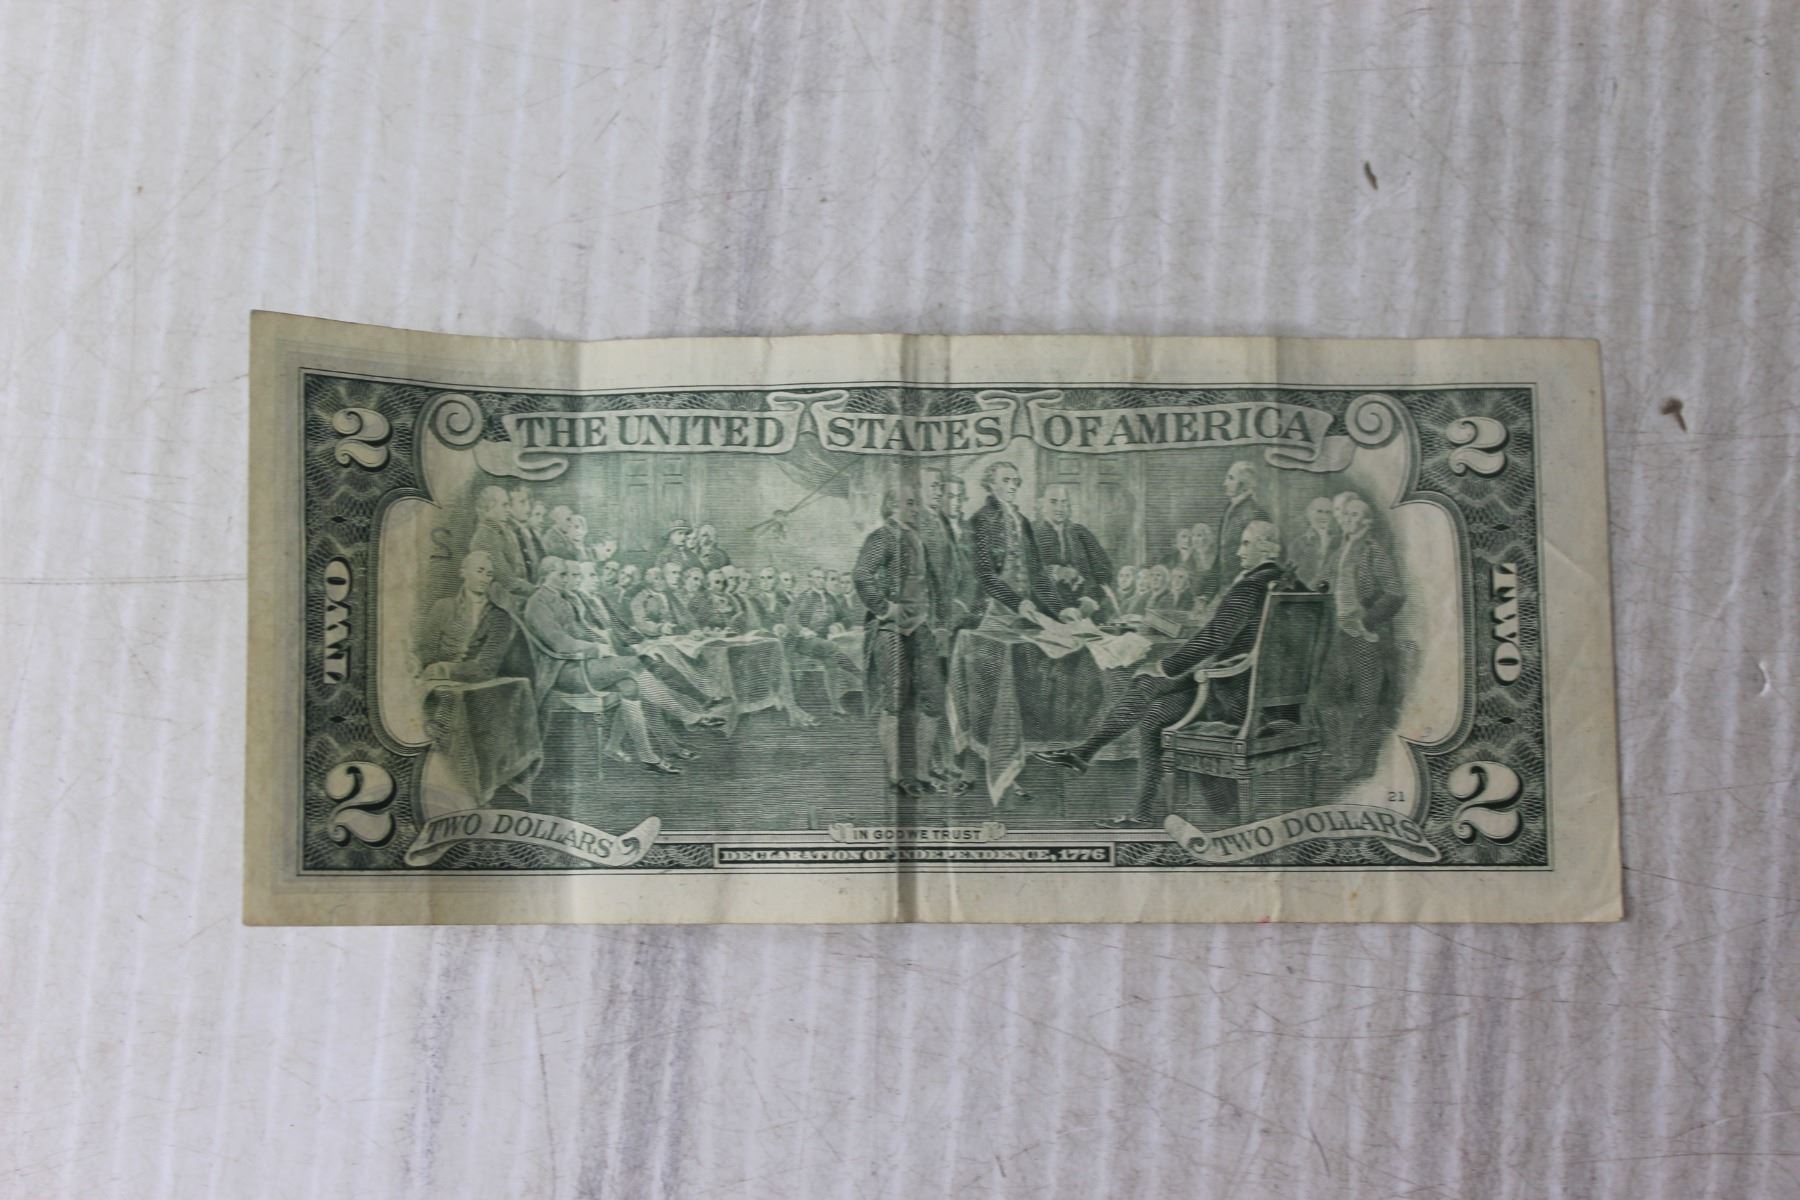 2 THE UNITED STATES OF AMERICA 2
TWO TWO
21
2 TWO DOLLARS IN GOD WE TRUST TWO DOLLARS 2
DECLARATION OF INDEPENDENCE, 1776